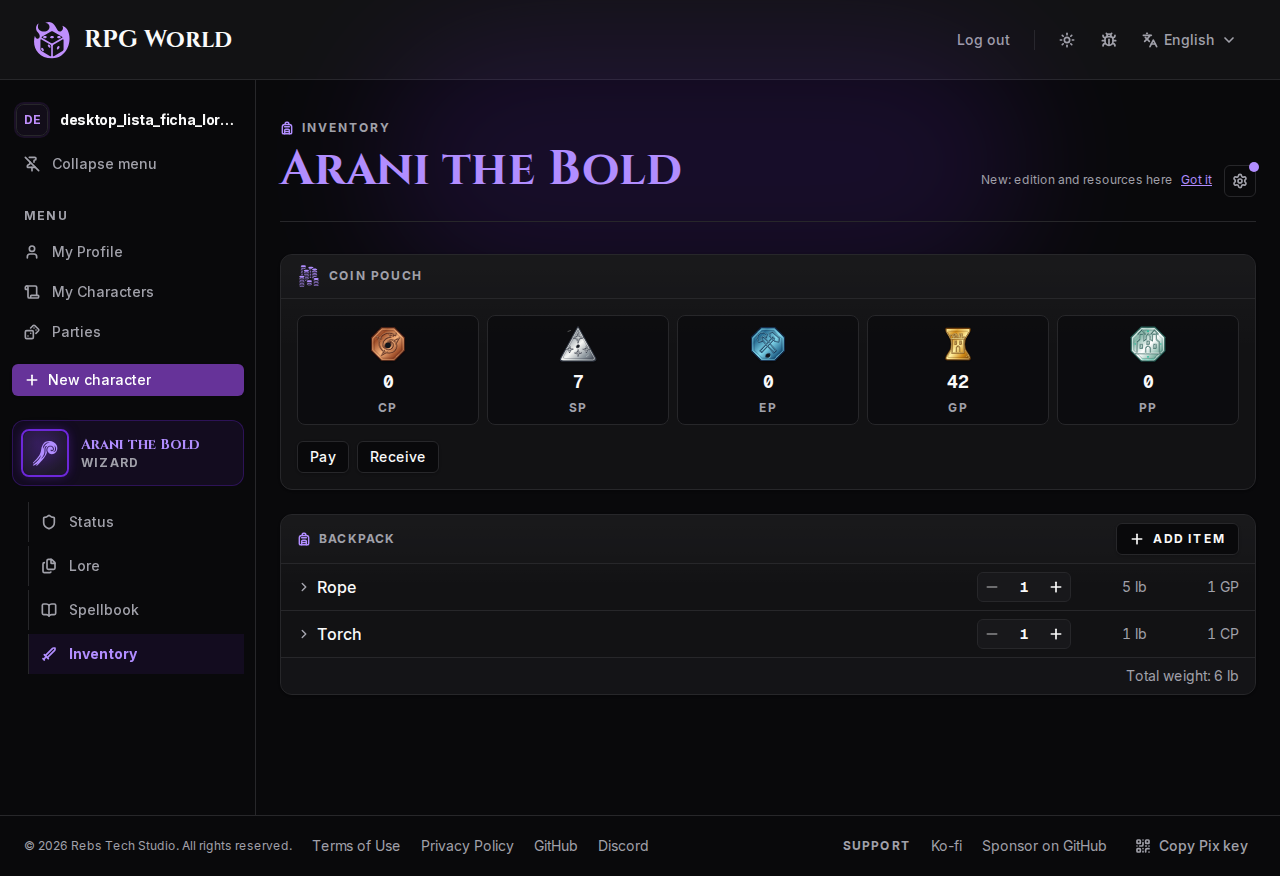 RPG World
Log out
English
DE
desktop_lista_ficha_lor...
Collapse menu
MENU
My Profile
My Characters
Parties
New character
Arani the Bold
WIZARD
Status
Lore
Spellbook
Inventory
INVENTORY
Arani the Bold
New: edition and resources here Got it
COIN POUCH
0 7 0 42 0
CP SP EP GP PP
Pay Receive
BACKPACK
ADD ITEM
Rope 1 5 lb 1 GP
Torch 1 1 lb 1 CP
Total weight: 6 lb
© 2026 Rebs Tech Studio. All rights reserved. Terms of Use Privacy Policy GitHub Discord SUPPORT Ko-fi Sponsor on GitHub Copy Pix key